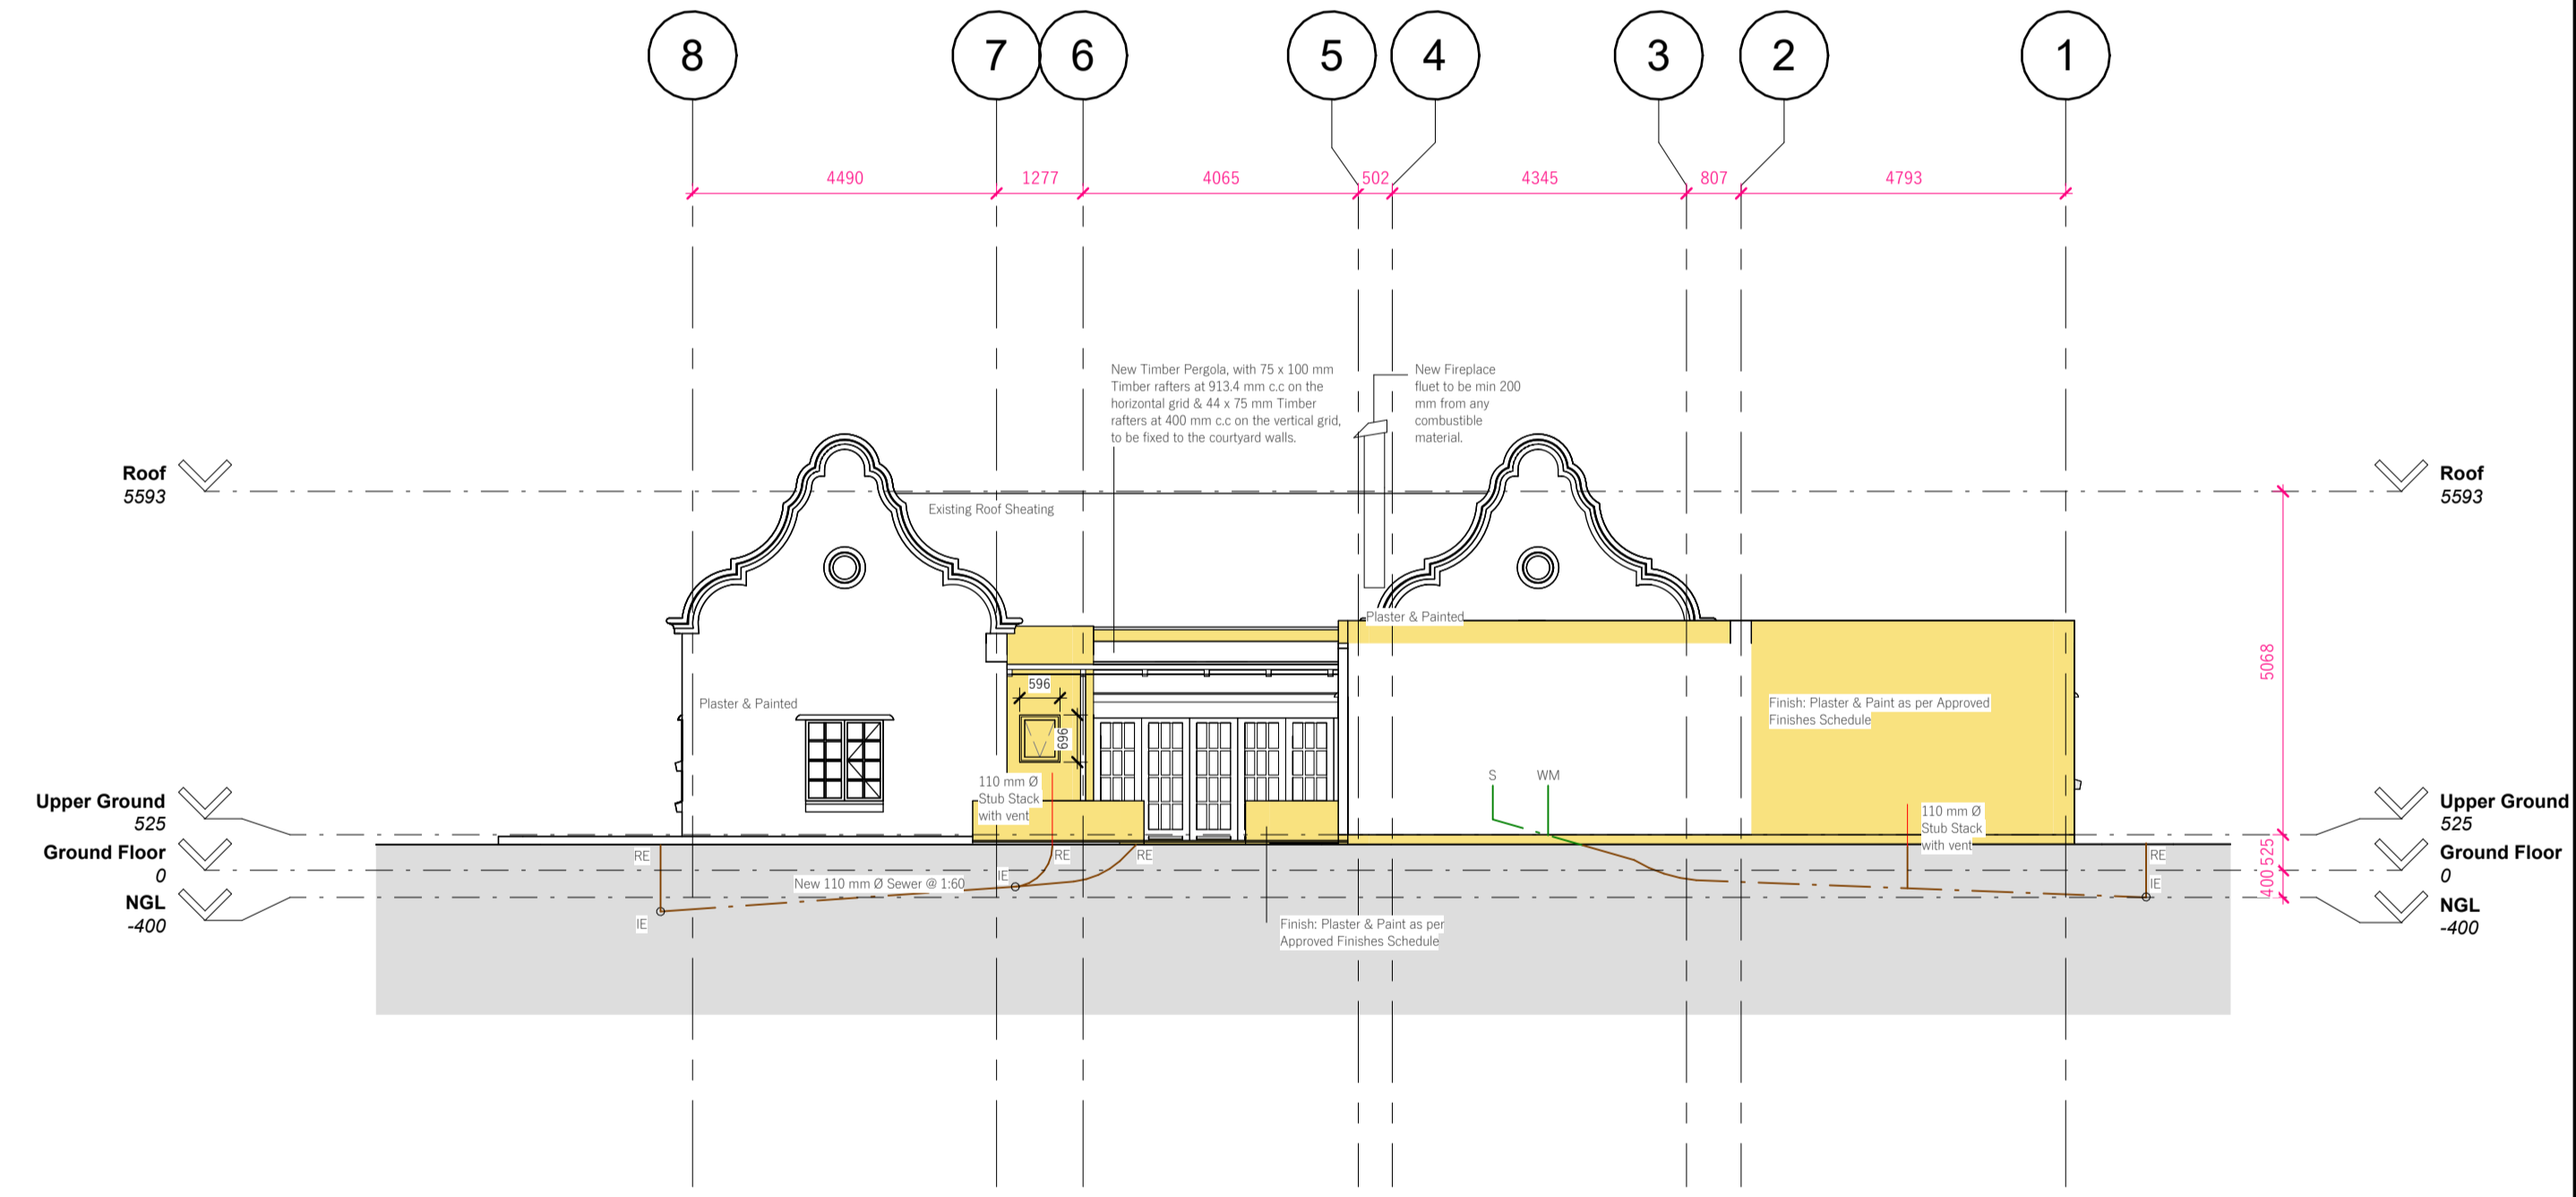 8
7
6
5
4
3
2
1
4490
1277
4065
502
4345
807
4793
New Timber Pergola, with 75 x 100 mm
Timber rafters at 913.4 mm c.c on the
horizontal grid & 44 x 75 mm Timber
rafters at 400 mm c.c on the vertical grid,
to be fixed to the courtyard walls.
New Fireplace
fluet to be min 200
mm from any
combustible
material.
Roof
5593
Roof
5593
Existing Roof Sheating
Plaster & Painted
5068
Plaster & Painted
596
696
Finish: Plaster & Paint as per Approved
Finishes Schedule
110 mm Ø
Stub Stack
with vent
S
WM
110 mm Ø
Stub Stack
with vent
Upper Ground
525
Upper Ground
525
Ground Floor
0
Ground Floor
0
NGL
-400
NGL
-400
525
400
RE
RE
RE
RE
IE
IE
IE
New 110 mm Ø Sewer @ 1:60
Finish: Plaster & Paint as per
Approved Finishes Schedule